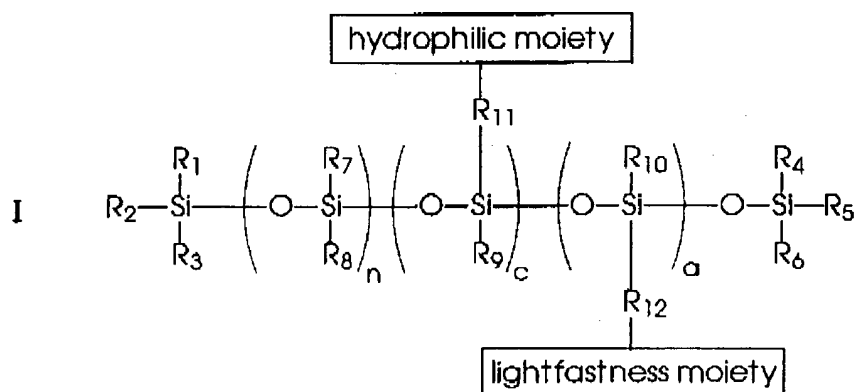 hydrophilic moiety
R11
R1 R7 R10 R4
I R2—Si—(O—Si)n—(O—Si)c—(O—Si)a—O—Si—R5
R3 R8 R9 R6
R12
lightfastness moiety